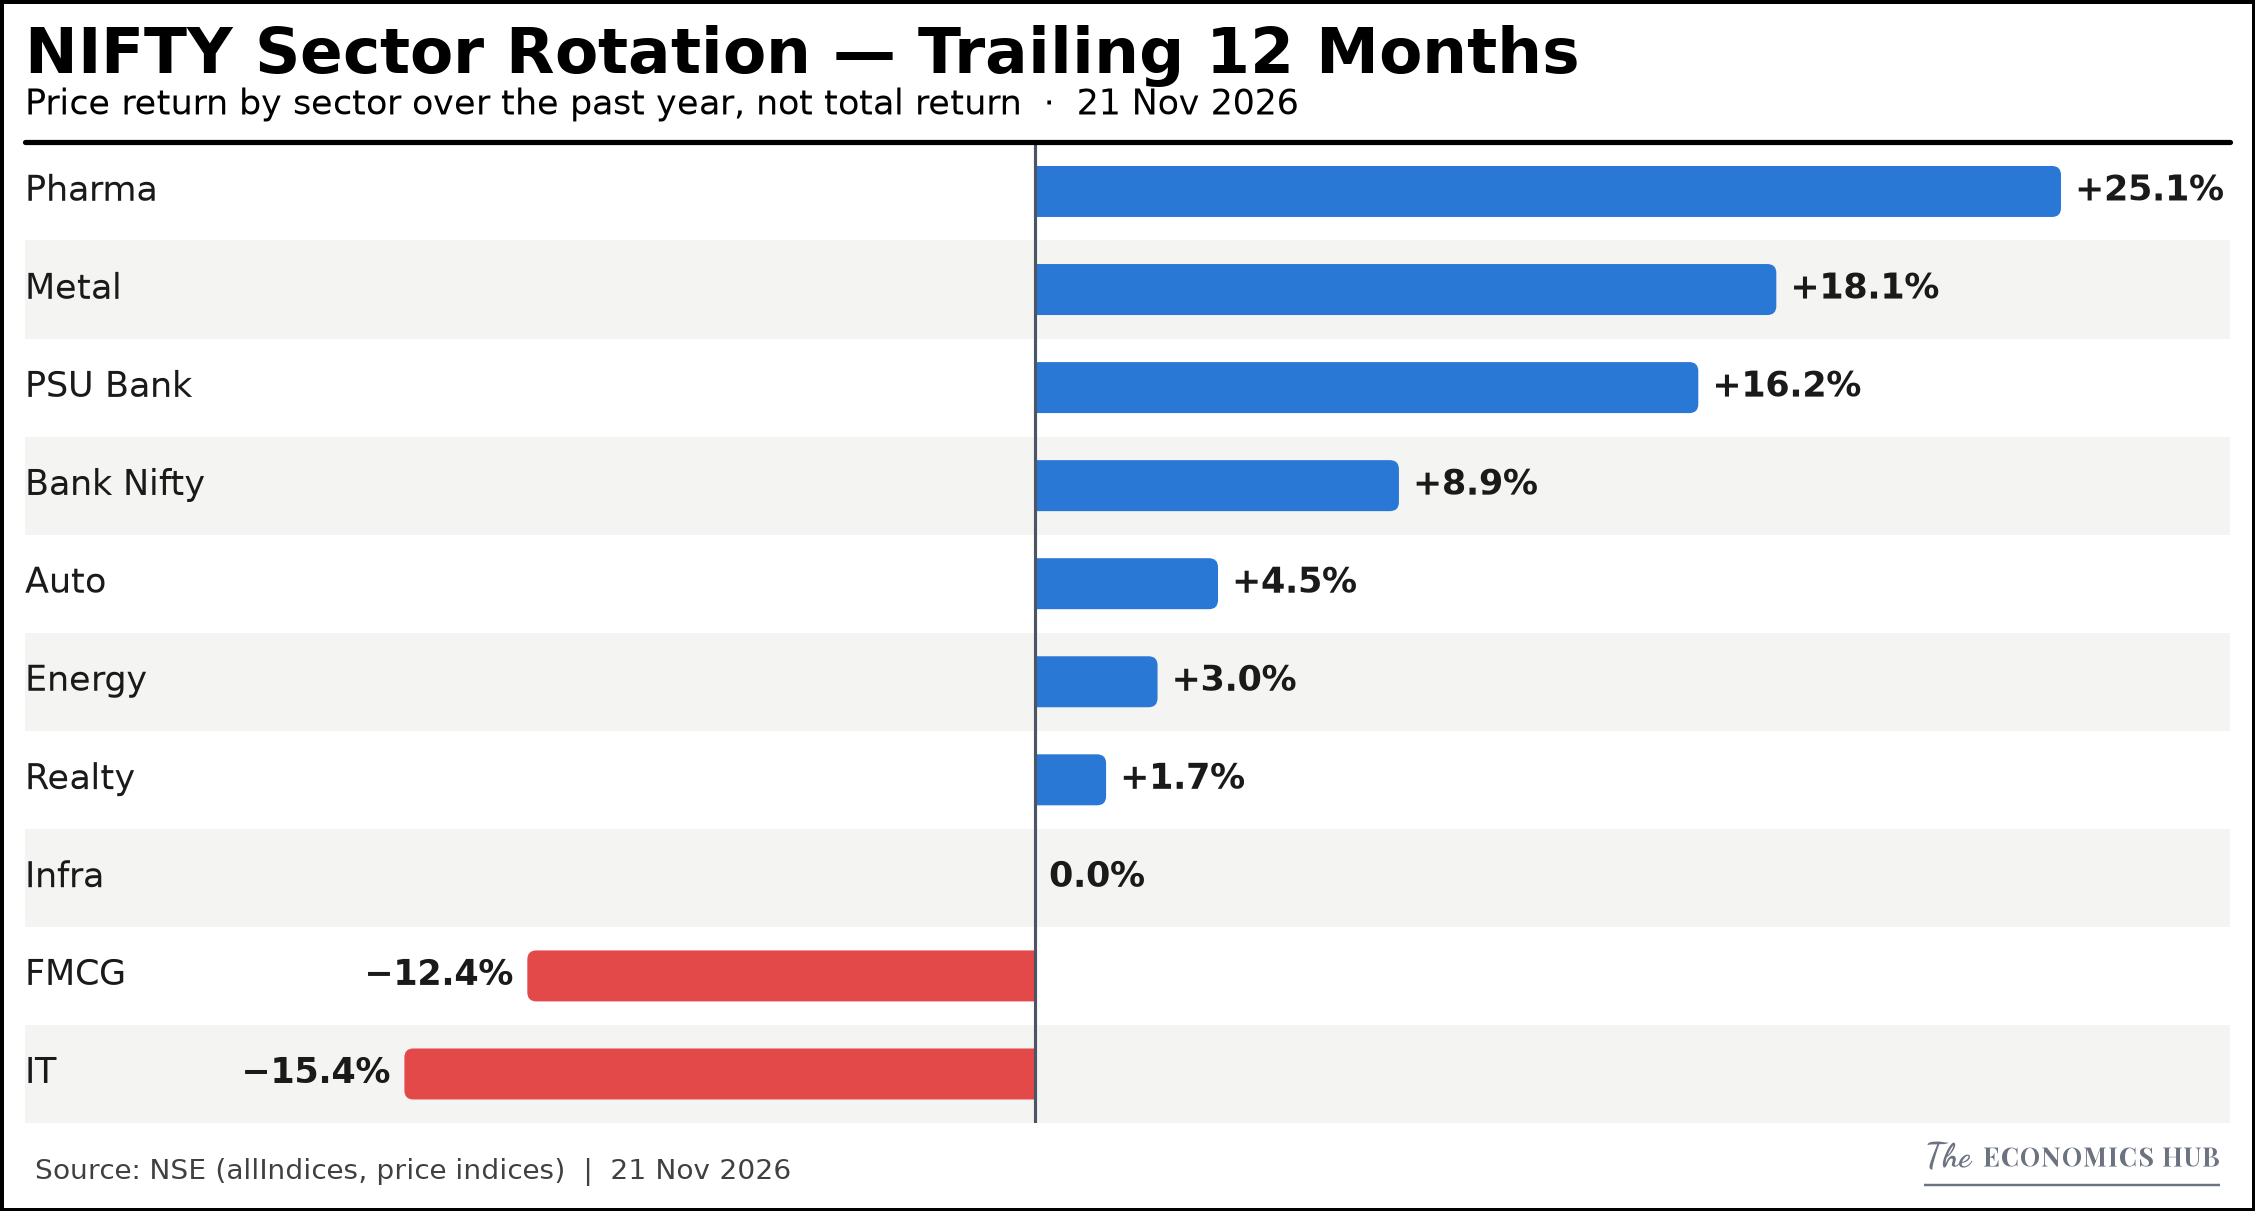 NIFTY Sector Rotation — Trailing 12 Months
Price return by sector over the past year, not total return · 21 Nov 2026
Pharma +25.1%
Metal +18.1%
PSU Bank +16.2%
Bank Nifty +8.9%
Auto +4.5%
Energy +3.0%
Realty +1.7%
Infra 0.0%
FMCG −12.4%
IT −15.4%
Source: NSE (allIndices, price indices) | 21 Nov 2026
The ECONOMICS HUB